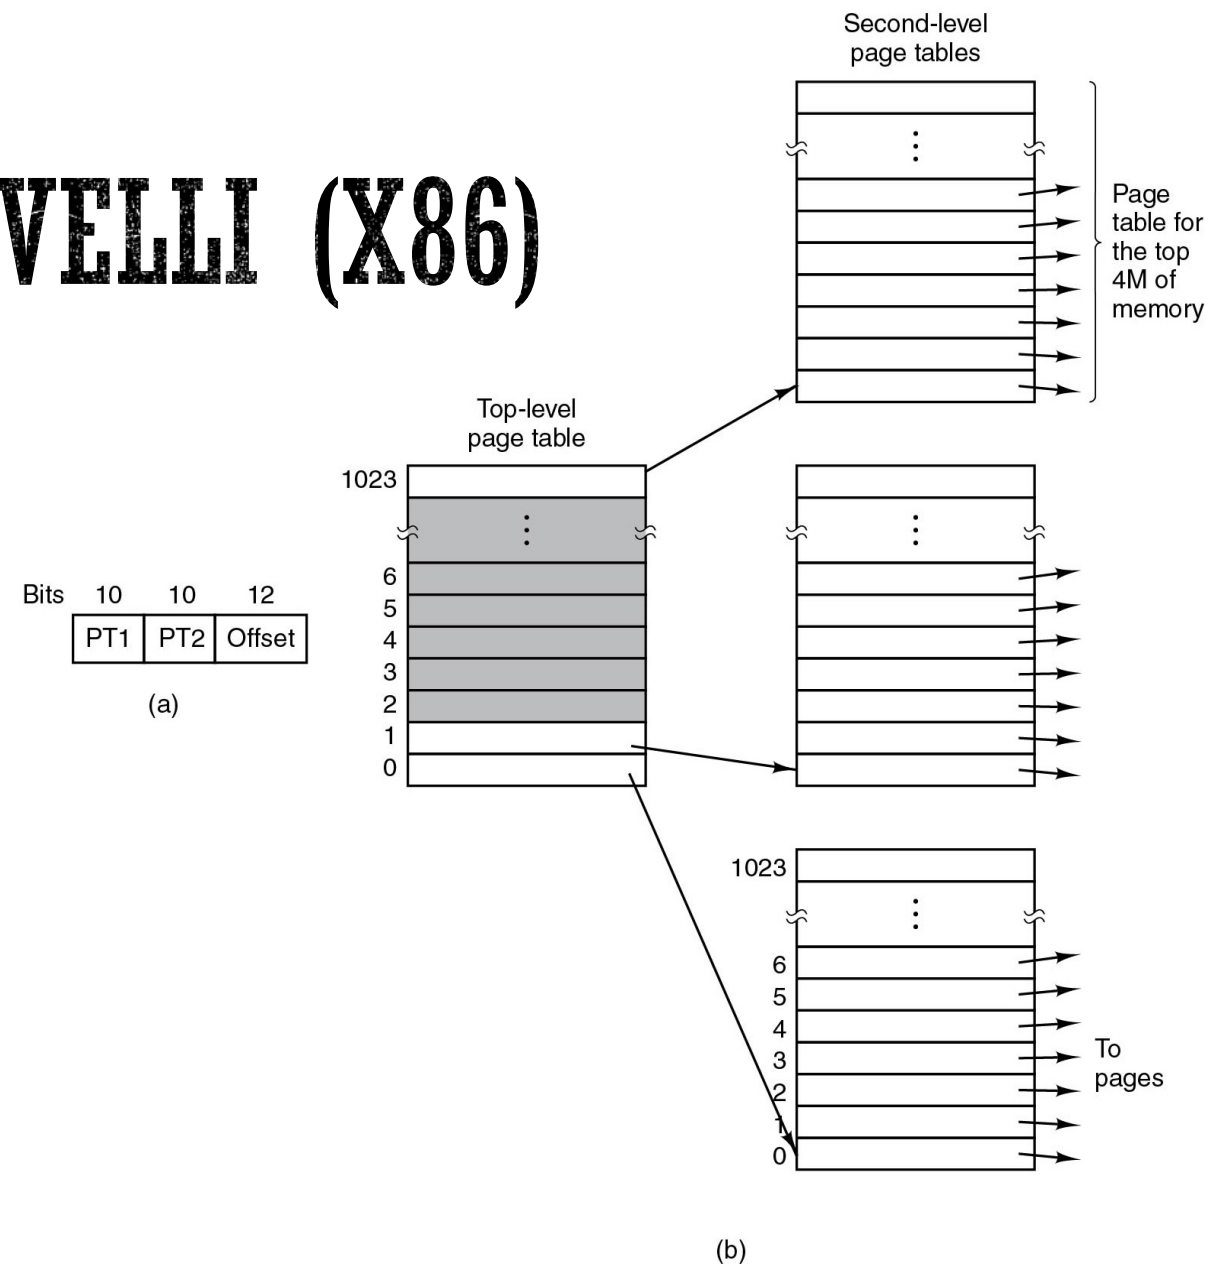 Second-level
page tables
VELLI (X86)
Page
table for
the top
4M of
memory
Top-level
page table
1023
6
5
4
3
2
1
0
Bits 10 10 12
PT1 PT2 Offset
(a)
1023
6
5
4
3
2
1
0
To
pages
(b)